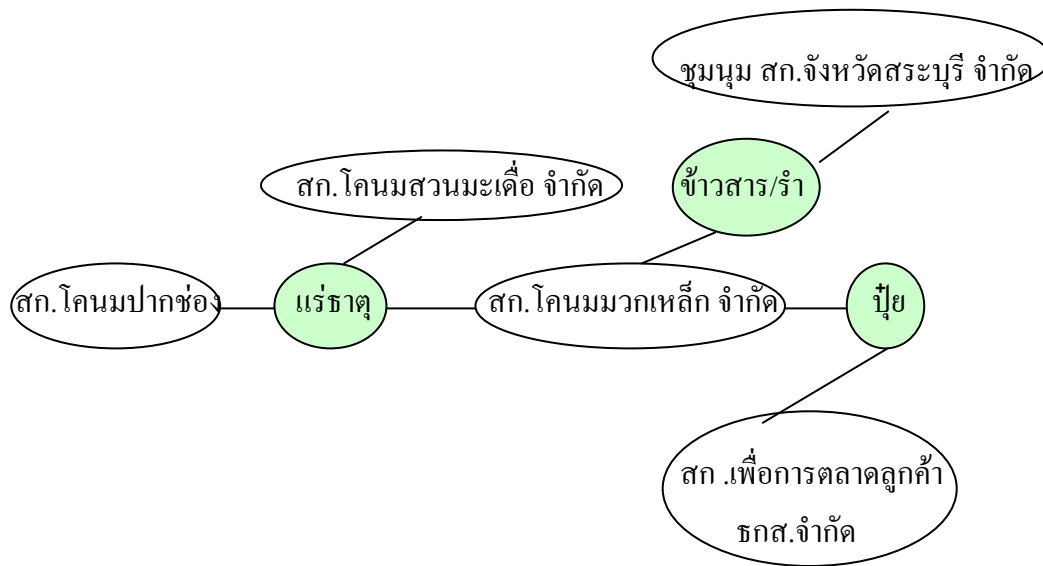 ชุมนุม สก.จังหวัดสระบุรี จำกัด
สก.โคนมสวนมะเดื่อ จำกัด
ข้าวสาร/รำ
สก.โคนมปากช่อง
แร่ธาตุ
สก.โคนมมวกเหล็ก จำกัด
ปุ๋ย
สก .เพื่อการตลาดลูกค้า
ธกส.จำกัด